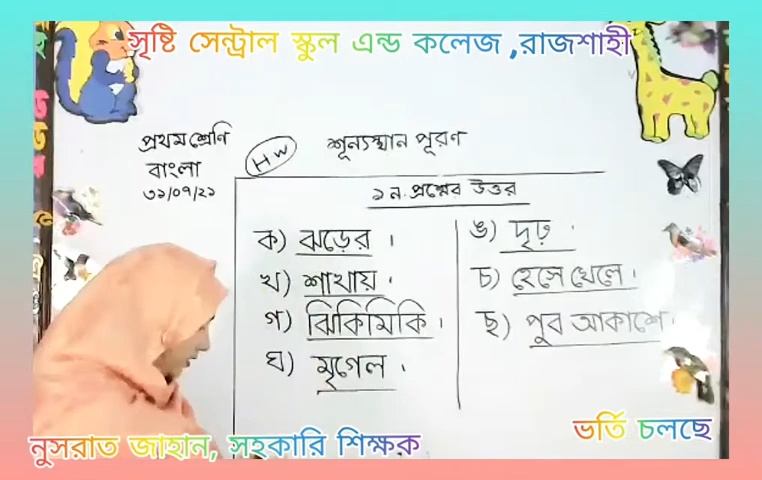 সৃষ্টি সেন্ট্রাল স্কুল এন্ড কলেজ ,রাজশাহী
প্রথম শ্রেণি
বাংলা
৩১/০৭/২১
HW
শূন্যস্থান পূরণ
১ ন. প্রশ্নের উত্তর
ক) ঝড়ের ।
খ) শাখায় ।
গ) ঝিকিমিকি ।
ঘ) মৃগেল ।
ঙ) দৃঢ় ।
চ) হেসে খেলে ।
ছ) পুব আকাশে ।
ভর্তি চলছে
নুসরাত জাহান, সহকারি শিক্ষক